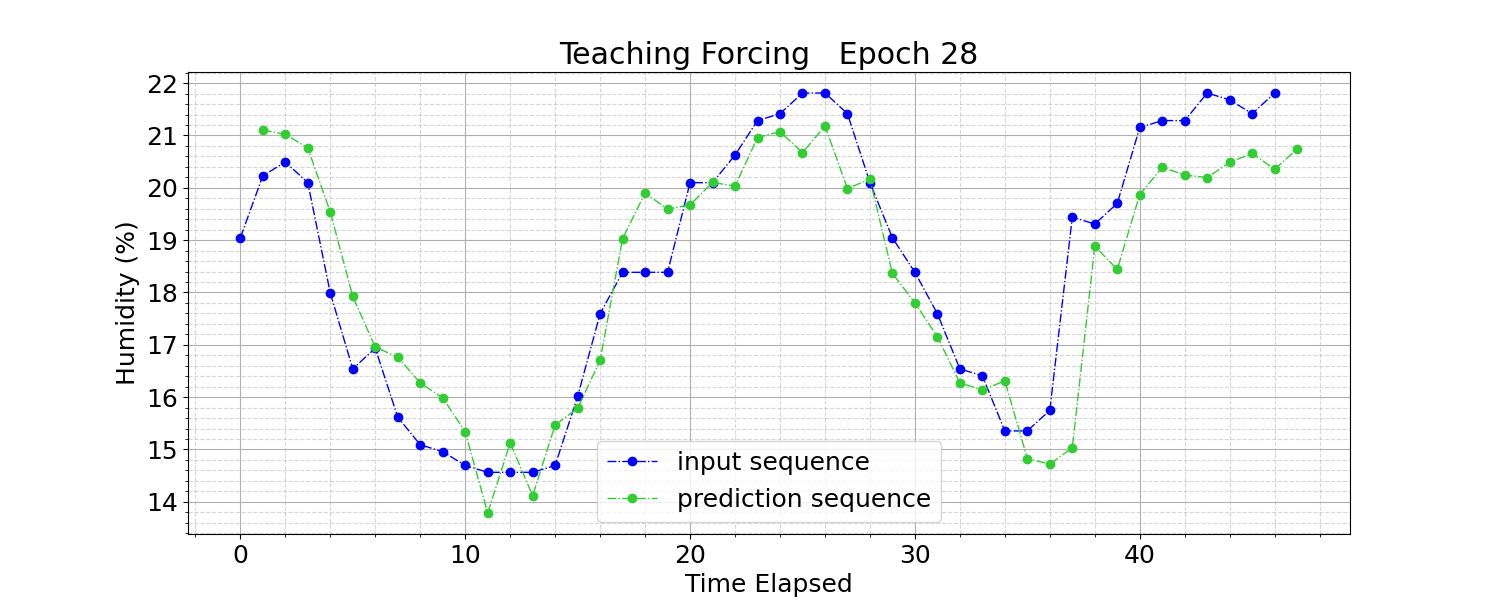 Teaching Forcing   Epoch 28
22
21
20
19
18
17
16
15
14
Humidity (%)
input sequence
prediction sequence
0 10 20 30 40
Time Elapsed